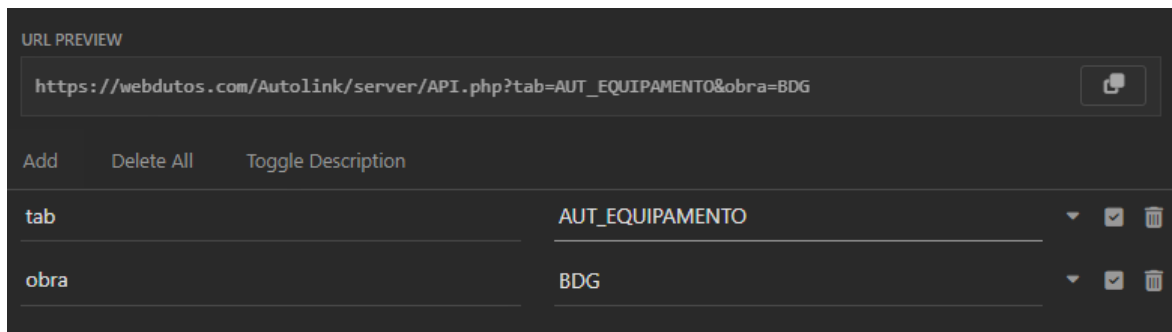 URL PREVIEW
https://webdutos.com/Autolink/server/API.php?tab=AUT_EQUIPAMENTO&obra=BDG
Add Delete All Toggle Description
tab AUT_EQUIPAMENTO
obra BDG